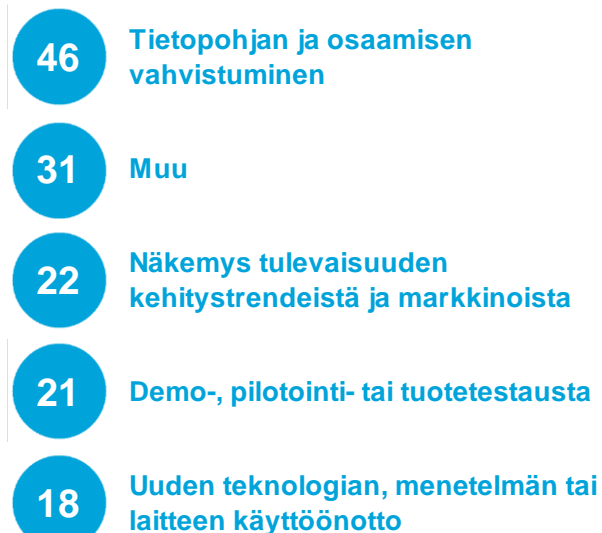 46
Tietopohjan ja osaamisen
vahvistuminen
31
Muu
22
Näkemys tulevaisuuden
kehitystrendeistä ja markkinoista
21
Demo-, pilotointi- tai tuotetestausta
18
Uuden teknologian, menetelmän tai
laitteen käyttöönotto